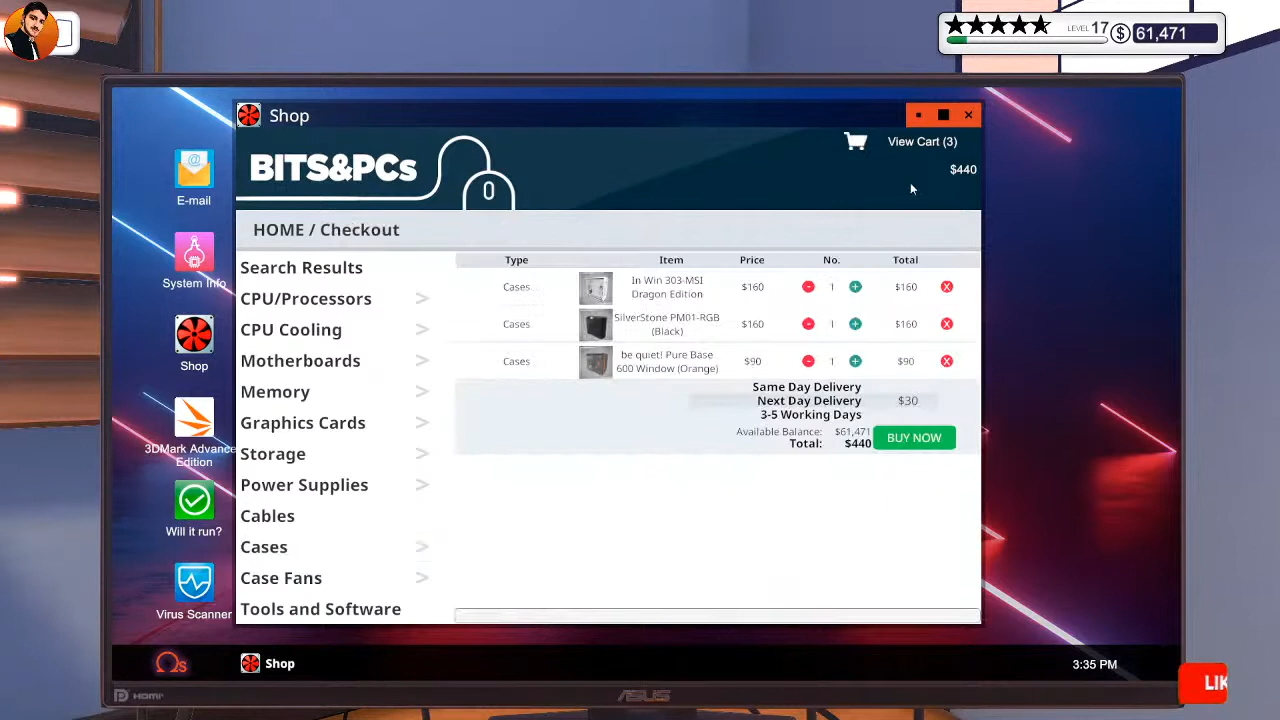 LEVEL 17 $ 61,471
Shop
BITS&PCs
View Cart (3)
$440
HOME / Checkout
E-mail
System Info
Shop
3DMark Advance
Edition
Will it run?
Virus Scanner
Search Results
CPU/Processors >
CPU Cooling >
Motherboards >
Memory >
Graphics Cards >
Storage >
Power Supplies >
Cables
Cases >
Case Fans >
Tools and Software
Type Item Price No. Total
Cases In Win 303-MSI Dragon Edition $160 - 1 + $160 X
Cases SilverStone PM01-RGB (Black) $160 - 1 + $160 X
Cases be quiet! Pure Base 600 Window (Orange) $90 - 1 + $90 X
Same Day Delivery
Next Day Delivery $30
3-5 Working Days
Available Balance: $61,471
Total: $440 BUY NOW
Ωs Shop 3:35 PM
HDMI ASUS
LIK